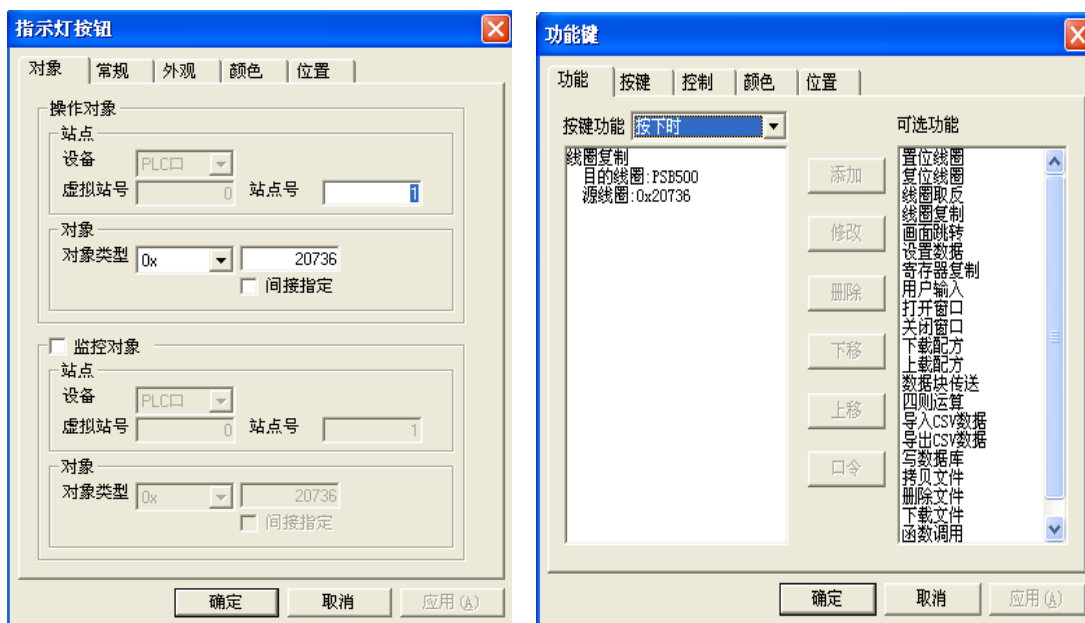 指示灯按钮
对象 常规 外观 颜色 位置
操作对象
站点
设备 PLC口
虚拟站号 0 站点号 1
对象
对象类型 0x 20736
间接指定
监控对象
站点
设备 PLC口
虚拟站号 0 站点号 1
对象
对象类型 0x 20736
间接指定
确定 取消 应用(A)
功能键
功能 按键 控制 颜色 位置
按键功能 按下时
线圈复制
目的线圈:PSB500
源线圈:0x20736
添加
修改
删除
下移
上移
口令
可选功能
置位线圈
复位线圈
线圈取反
线圈复制
画面跳转
设置数据
寄存器复制
用户输入
打开窗口
关闭窗口
下载配方
上载配方
数据块传送
四则运算
导入CSV数据
导出CSV数据
写数据库
拷贝文件
删除文件
下载文件
函数调用
确定 取消 应用(A)